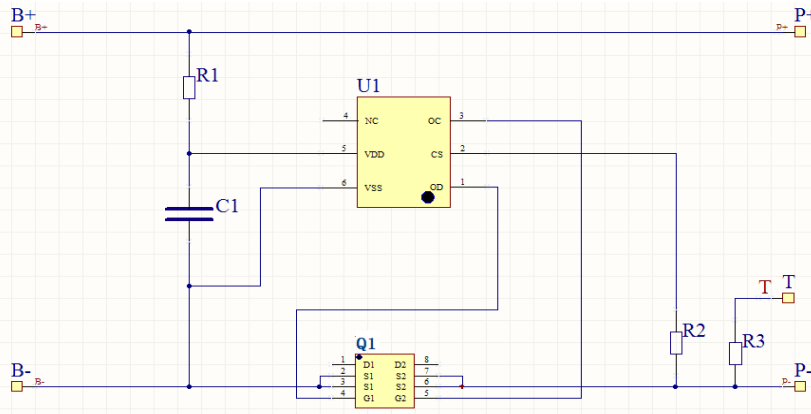 B+ B+ P+ P+
R1
U1
4 NC OC 3
5 VDD CS 2
6 VSS OD 1
C1
T T
R2 R3
Q1
1 D1 D2 8
2 S1 S2 7
3 S1 S2 6
4 G1 G2 5
B- B- P- P-